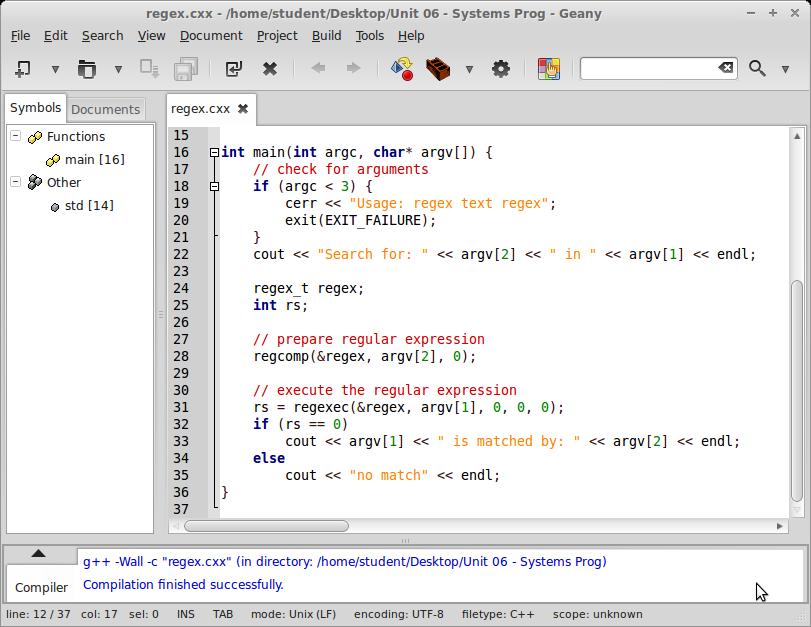 regex.cxx - /home/student/Desktop/Unit 06 - Systems Prog - Geany
File Edit Search View Document Project Build Tools Help
Symbols Documents
Functions
main [16]
Other
std [14]
regex.cxx
15
16 int main(int argc, char* argv[]) {
17     // check for arguments
18     if (argc < 3) {
19         cerr << "Usage: regex text regex";
20         exit(EXIT_FAILURE);
21     }
22     cout << "Search for: " << argv[2] << " in " << argv[1] << endl;
23
24     regex_t regex;
25     int rs;
26
27     // prepare regular expression
28     regcomp(&regex, argv[2], 0);
29
30     // execute the regular expression
31     rs = regexec(&regex, argv[1], 0, 0, 0);
32     if (rs == 0)
33         cout << argv[1] << " is matched by: " << argv[2] << endl;
34     else
35         cout << "no match" << endl;
36 }
37
Compiler
g++ -Wall -c "regex.cxx" (in directory: /home/student/Desktop/Unit 06 - Systems Prog)
Compilation finished successfully.
line: 12 / 37 col: 17 sel: 0 INS TAB mode: Unix (LF) encoding: UTF-8 filetype: C++ scope: unknown